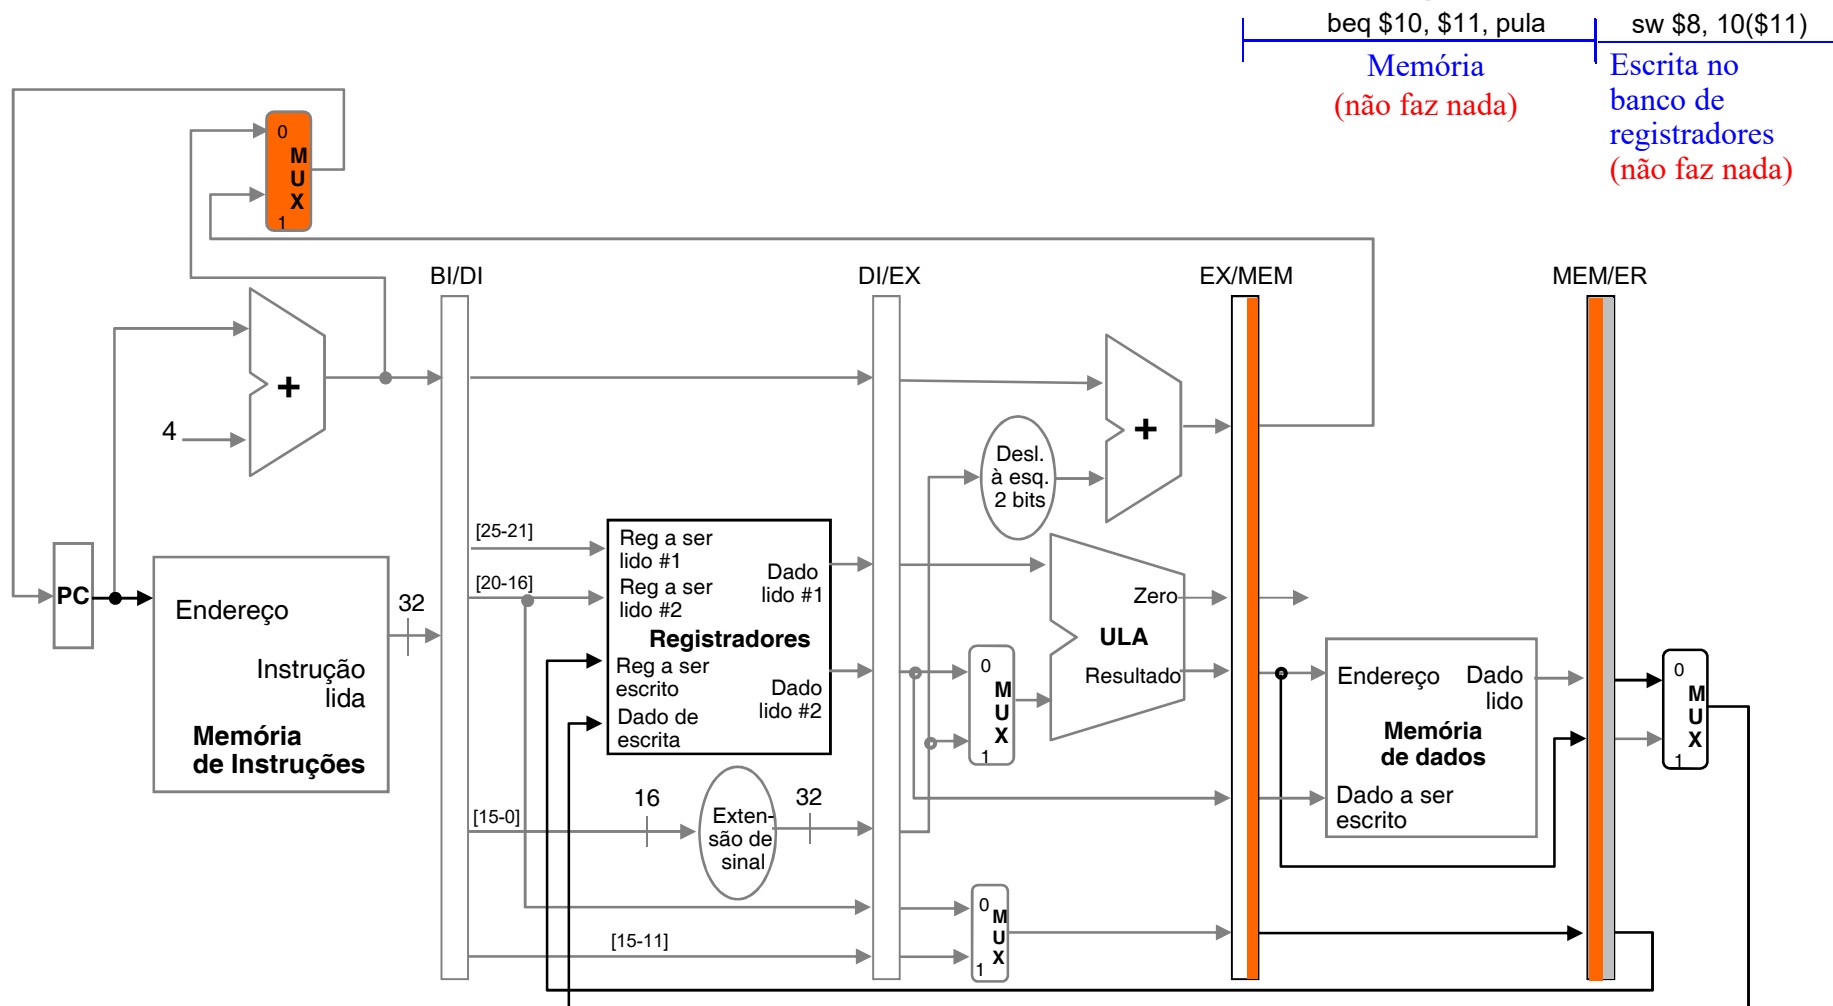 beq $10, $11, pula
sw $8, 10($11)
Memória
(não faz nada)
Escrita no
banco de
registradores
(não faz nada)
0
M
U
X
1
BI/DI
DI/EX
EX/MEM
MEM/ER
+
4
+
Desl.
à esq.
2 bits
[25-21]
[20-16]
PC
Endereço
Instrução
lida
Memória
de Instruções
32
Reg a ser
lido #1
Reg a ser
lido #2
Dado
lido #1
Registradores
Reg a ser
escrito
Dado
lido #2
Dado de
escrita
Zero
ULA
Resultado
0
M
U
X
1
Endereço
Dado
lido
Memória
de dados
Dado a ser
escrito
0
M
U
X
1
[15-0]
16
Exten-
são de
sinal
32
[15-11]
0
M
U
X
1